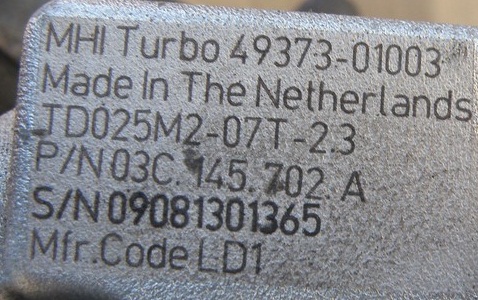 MHI Turbo 49373-01003
Made In The Netherlands
TD025M2-07T-2.3
P/N 03C. 145. 702. A
S/N 09081301365
Mfr.Code LD1